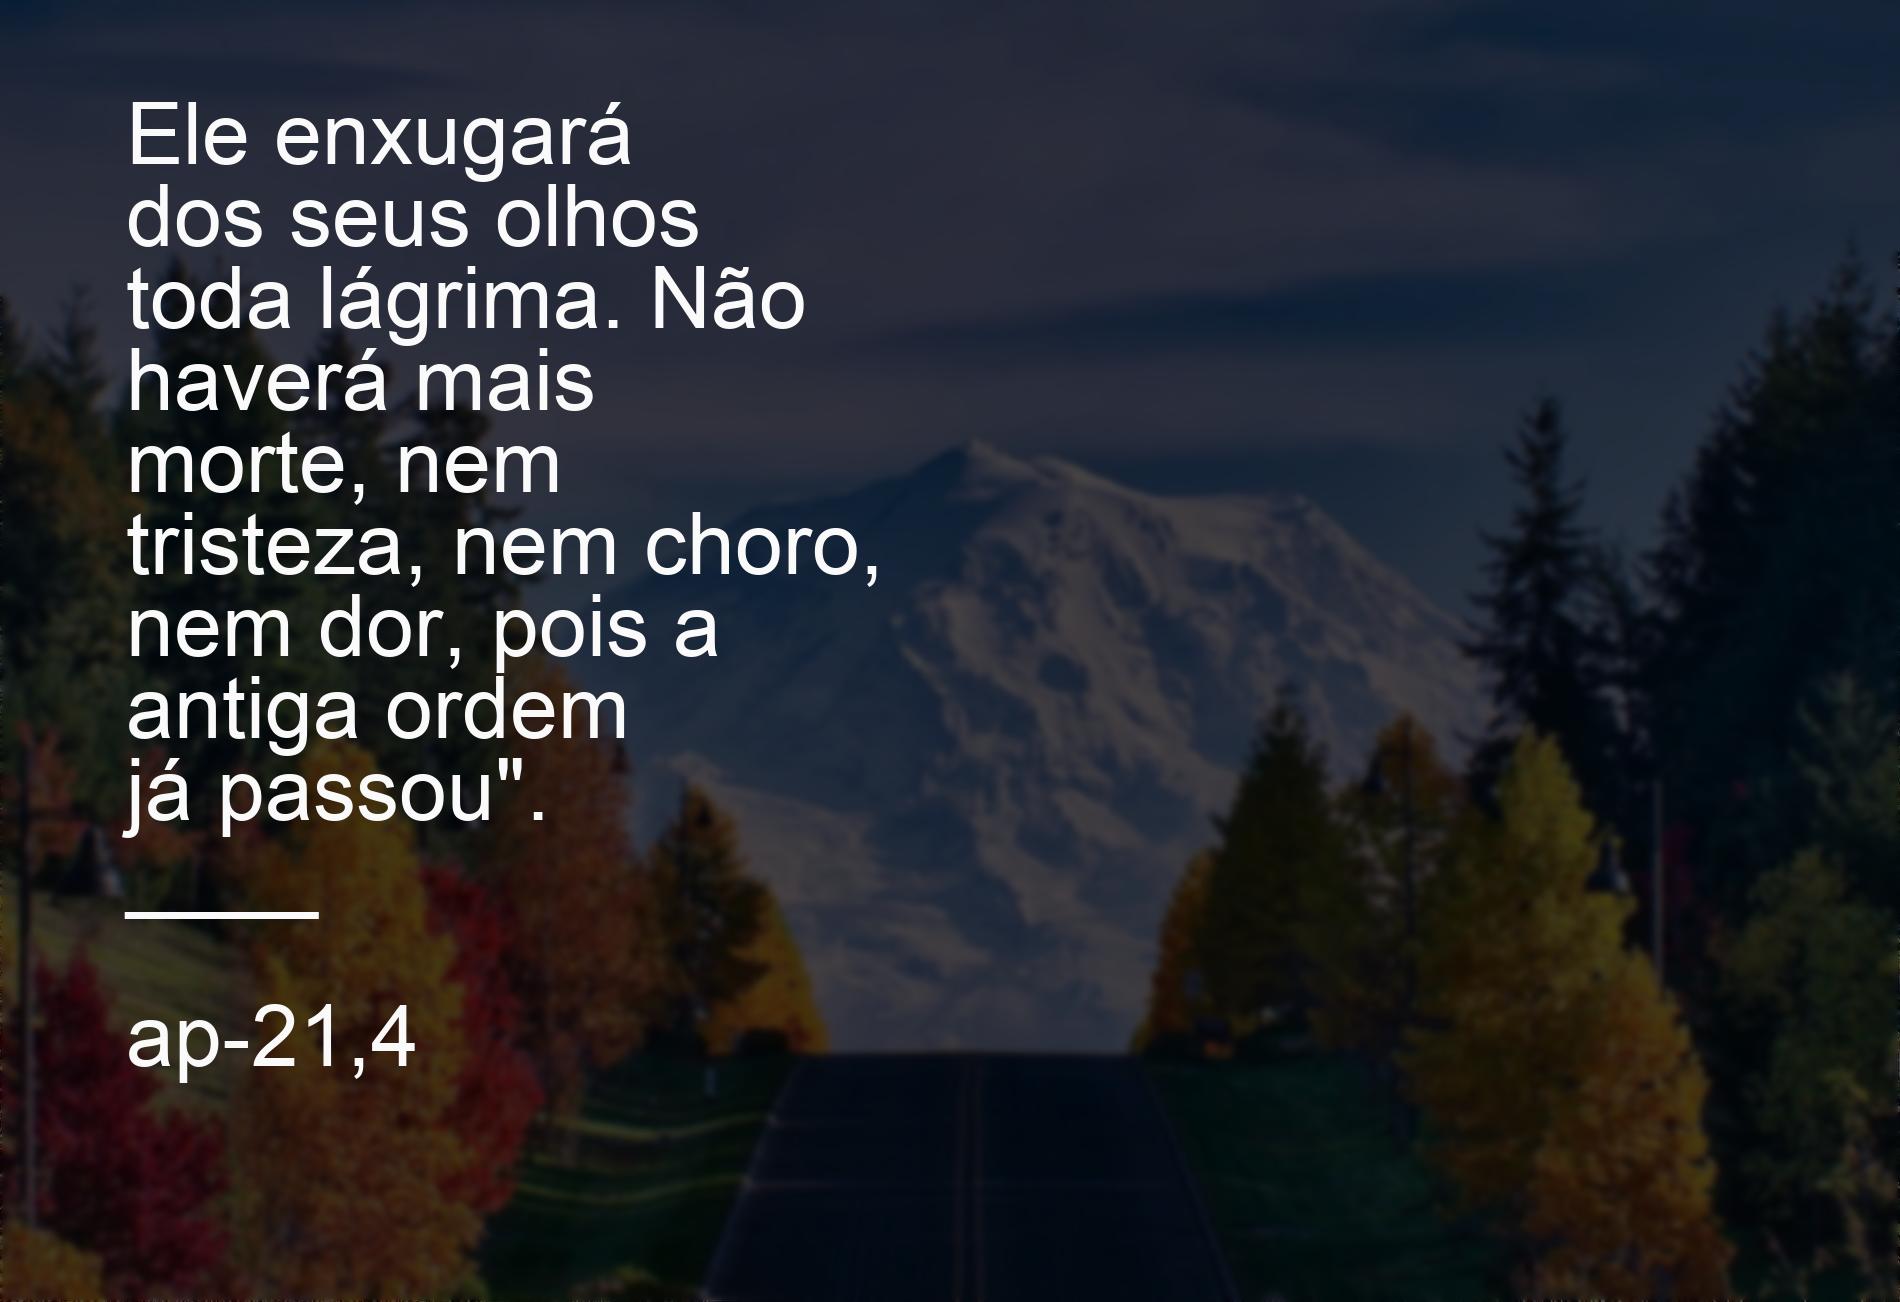 Ele enxugará
dos seus olhos
toda lágrima. Não
haverá mais
morte, nem
tristeza, nem choro,
nem dor, pois a
antiga ordem
já passou".
ap-21,4